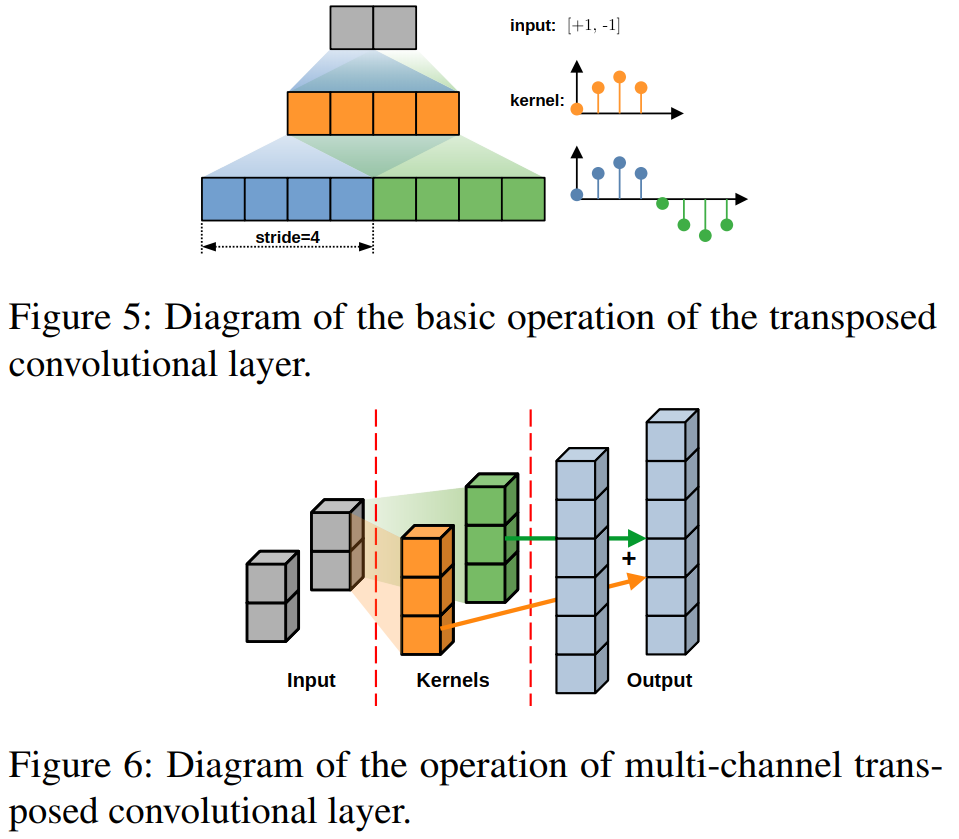 input: [+1, -1]
kernel:
stride=4
Figure 5: Diagram of the basic operation of the transposed
convolutional layer.
+
Input
Kernels
Output
Figure 6: Diagram of the operation of multi-channel trans-
posed convolutional layer.